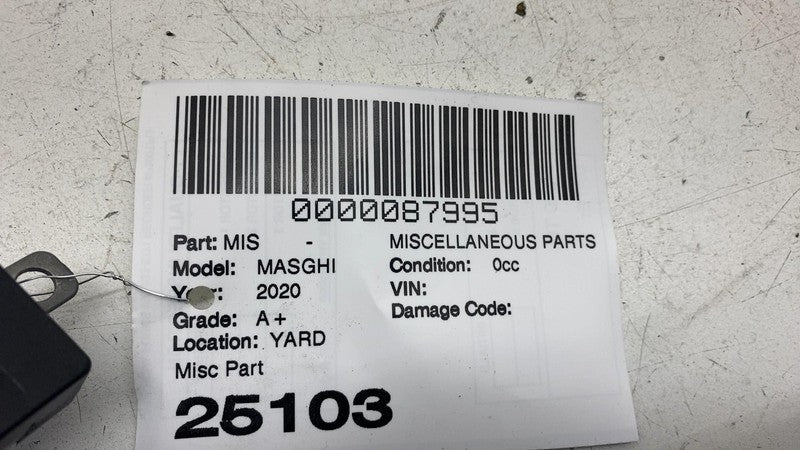 0000087995
Part: MIS - MISCELLANEOUS PARTS
Model: MASGHI Condition: 0cc
2020 VIN:
Grade: A+ Damage Code:
Location: YARD
Misc Part
25103